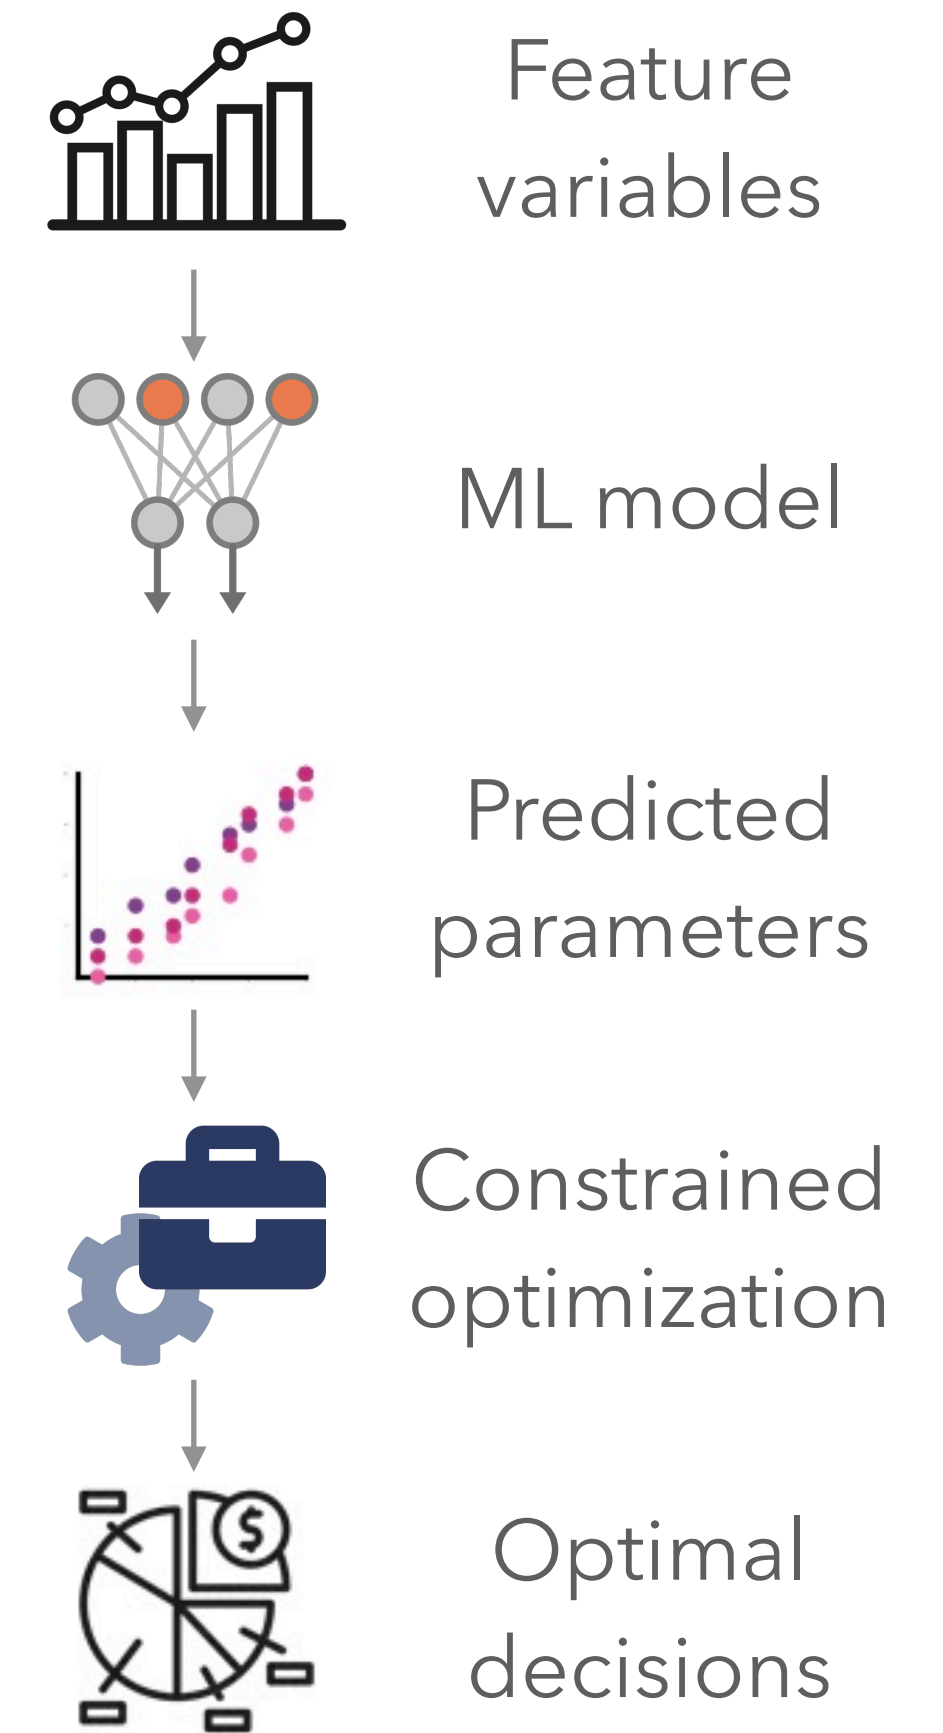 Feature
variables
ML model
Predicted
parameters
Constrained
optimization
$
Optimal
decisions